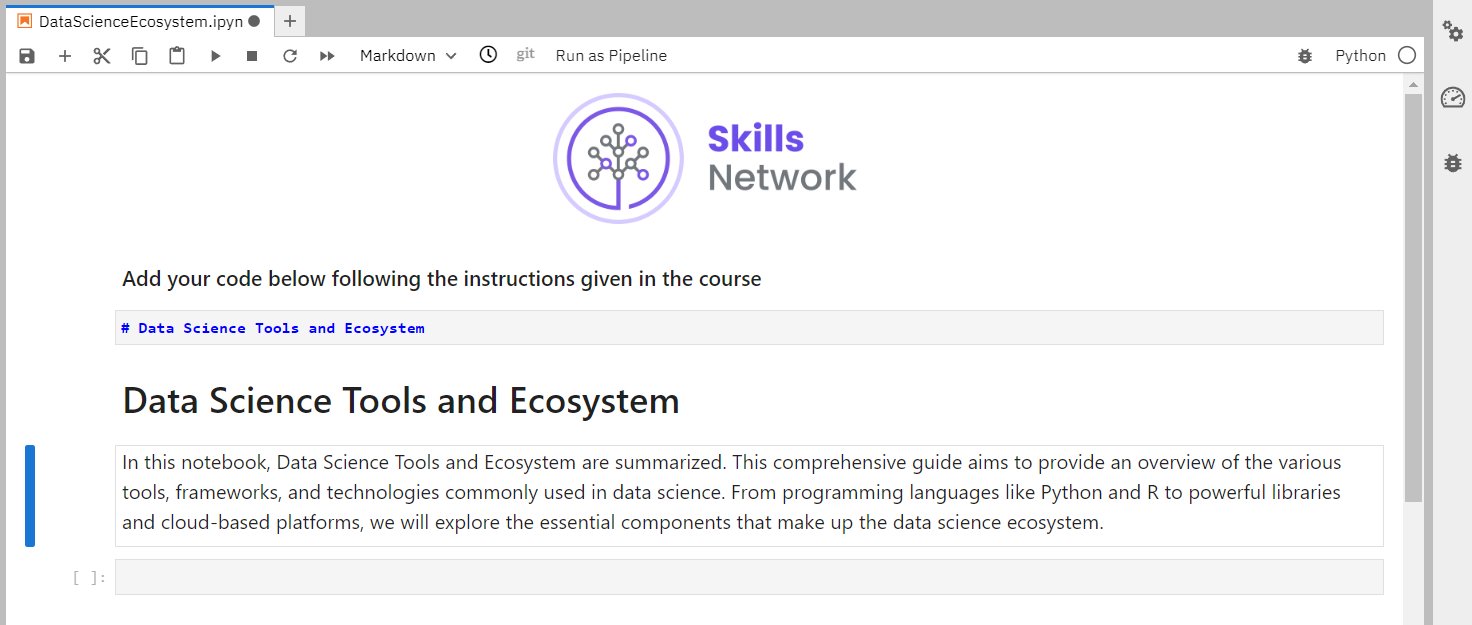 DataScienceEcosystem.ipyn
Markdown git Run as Pipeline Python
Skills
Network
Add your code below following the instructions given in the course
# Data Science Tools and Ecosystem
Data Science Tools and Ecosystem
In this notebook, Data Science Tools and Ecosystem are summarized. This comprehensive guide aims to provide an overview of the various
tools, frameworks, and technologies commonly used in data science. From programming languages like Python and R to powerful libraries
and cloud-based platforms, we will explore the essential components that make up the data science ecosystem.
[ ]: